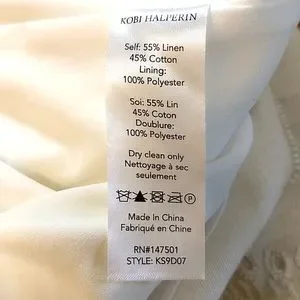 KOBI HALPERIN
Self: 55% Linen
45% Cotton
Lining:
100% Polyester
Soi: 55% Lin
45% Coton
Doublure:
100% Polyester
Dry clean only
Nettoyage à sec
seulement
P
Made In China
Fabriqué en Chine
RN#147501
STYLE: KS9D07